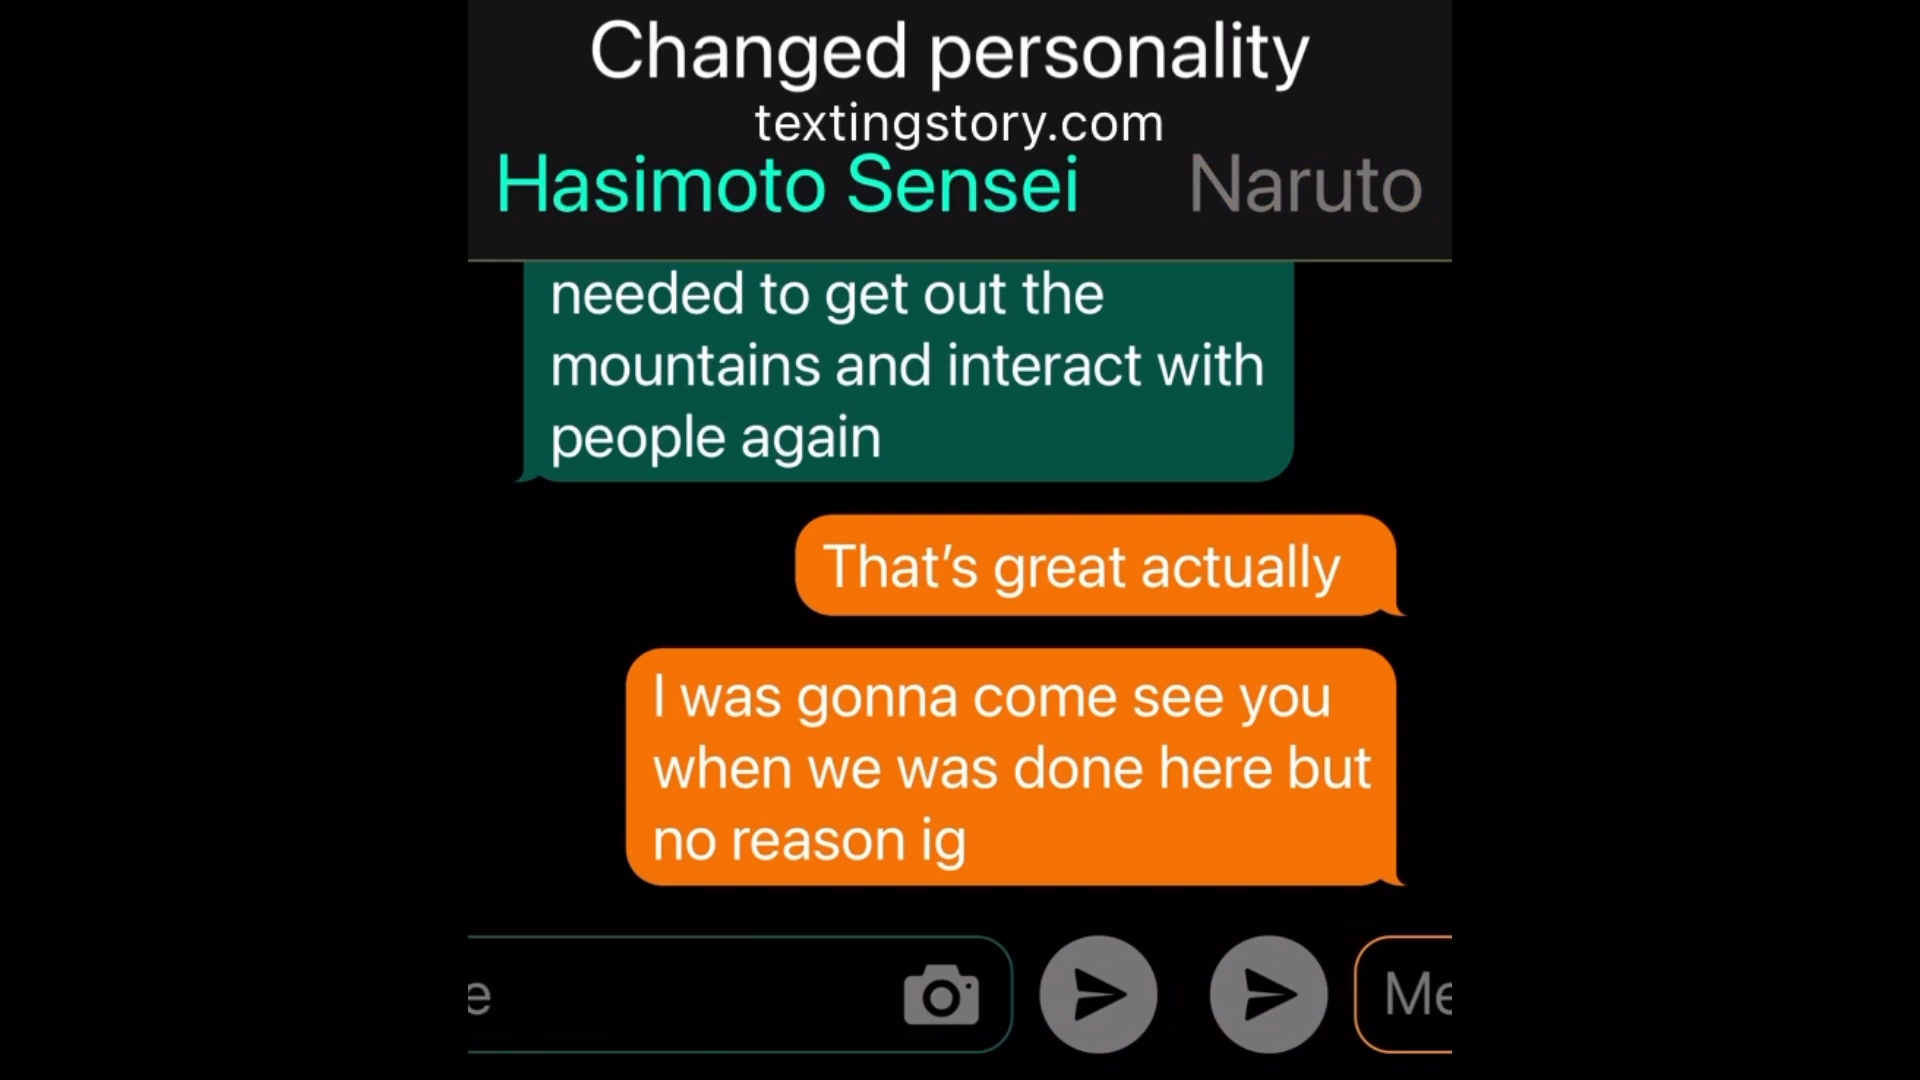 Changed personality
textingstory.com
Hasimoto Sensei Naruto
needed to get out the
mountains and interact with
people again
That’s great actually
I was gonna come see you
when we was done here but
no reason ig
e
Me